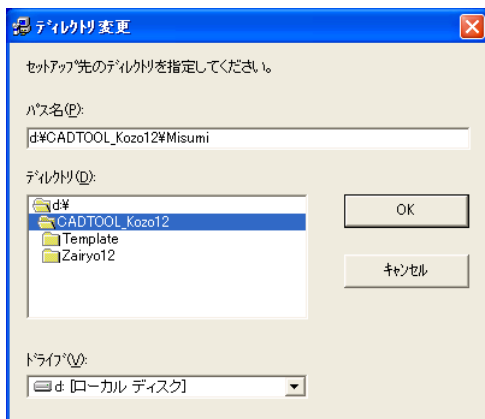 ﾃﾞｨﾚｸﾄﾘ変更
ｾｯﾄｱｯﾌﾟ先のﾃﾞｨﾚｸﾄﾘを指定してください。
ﾊﾟｽ名(P):
d:¥CADTOOL_Kozo12¥Misumi
ﾃﾞｨﾚｸﾄﾘ(D):
d:¥
CADTOOL_Kozo12
Template
Zairyo12
OK
ｷｬﾝｾﾙ
ﾄﾞﾗｲﾌﾞ(V):
d: [ローカル ディスク]